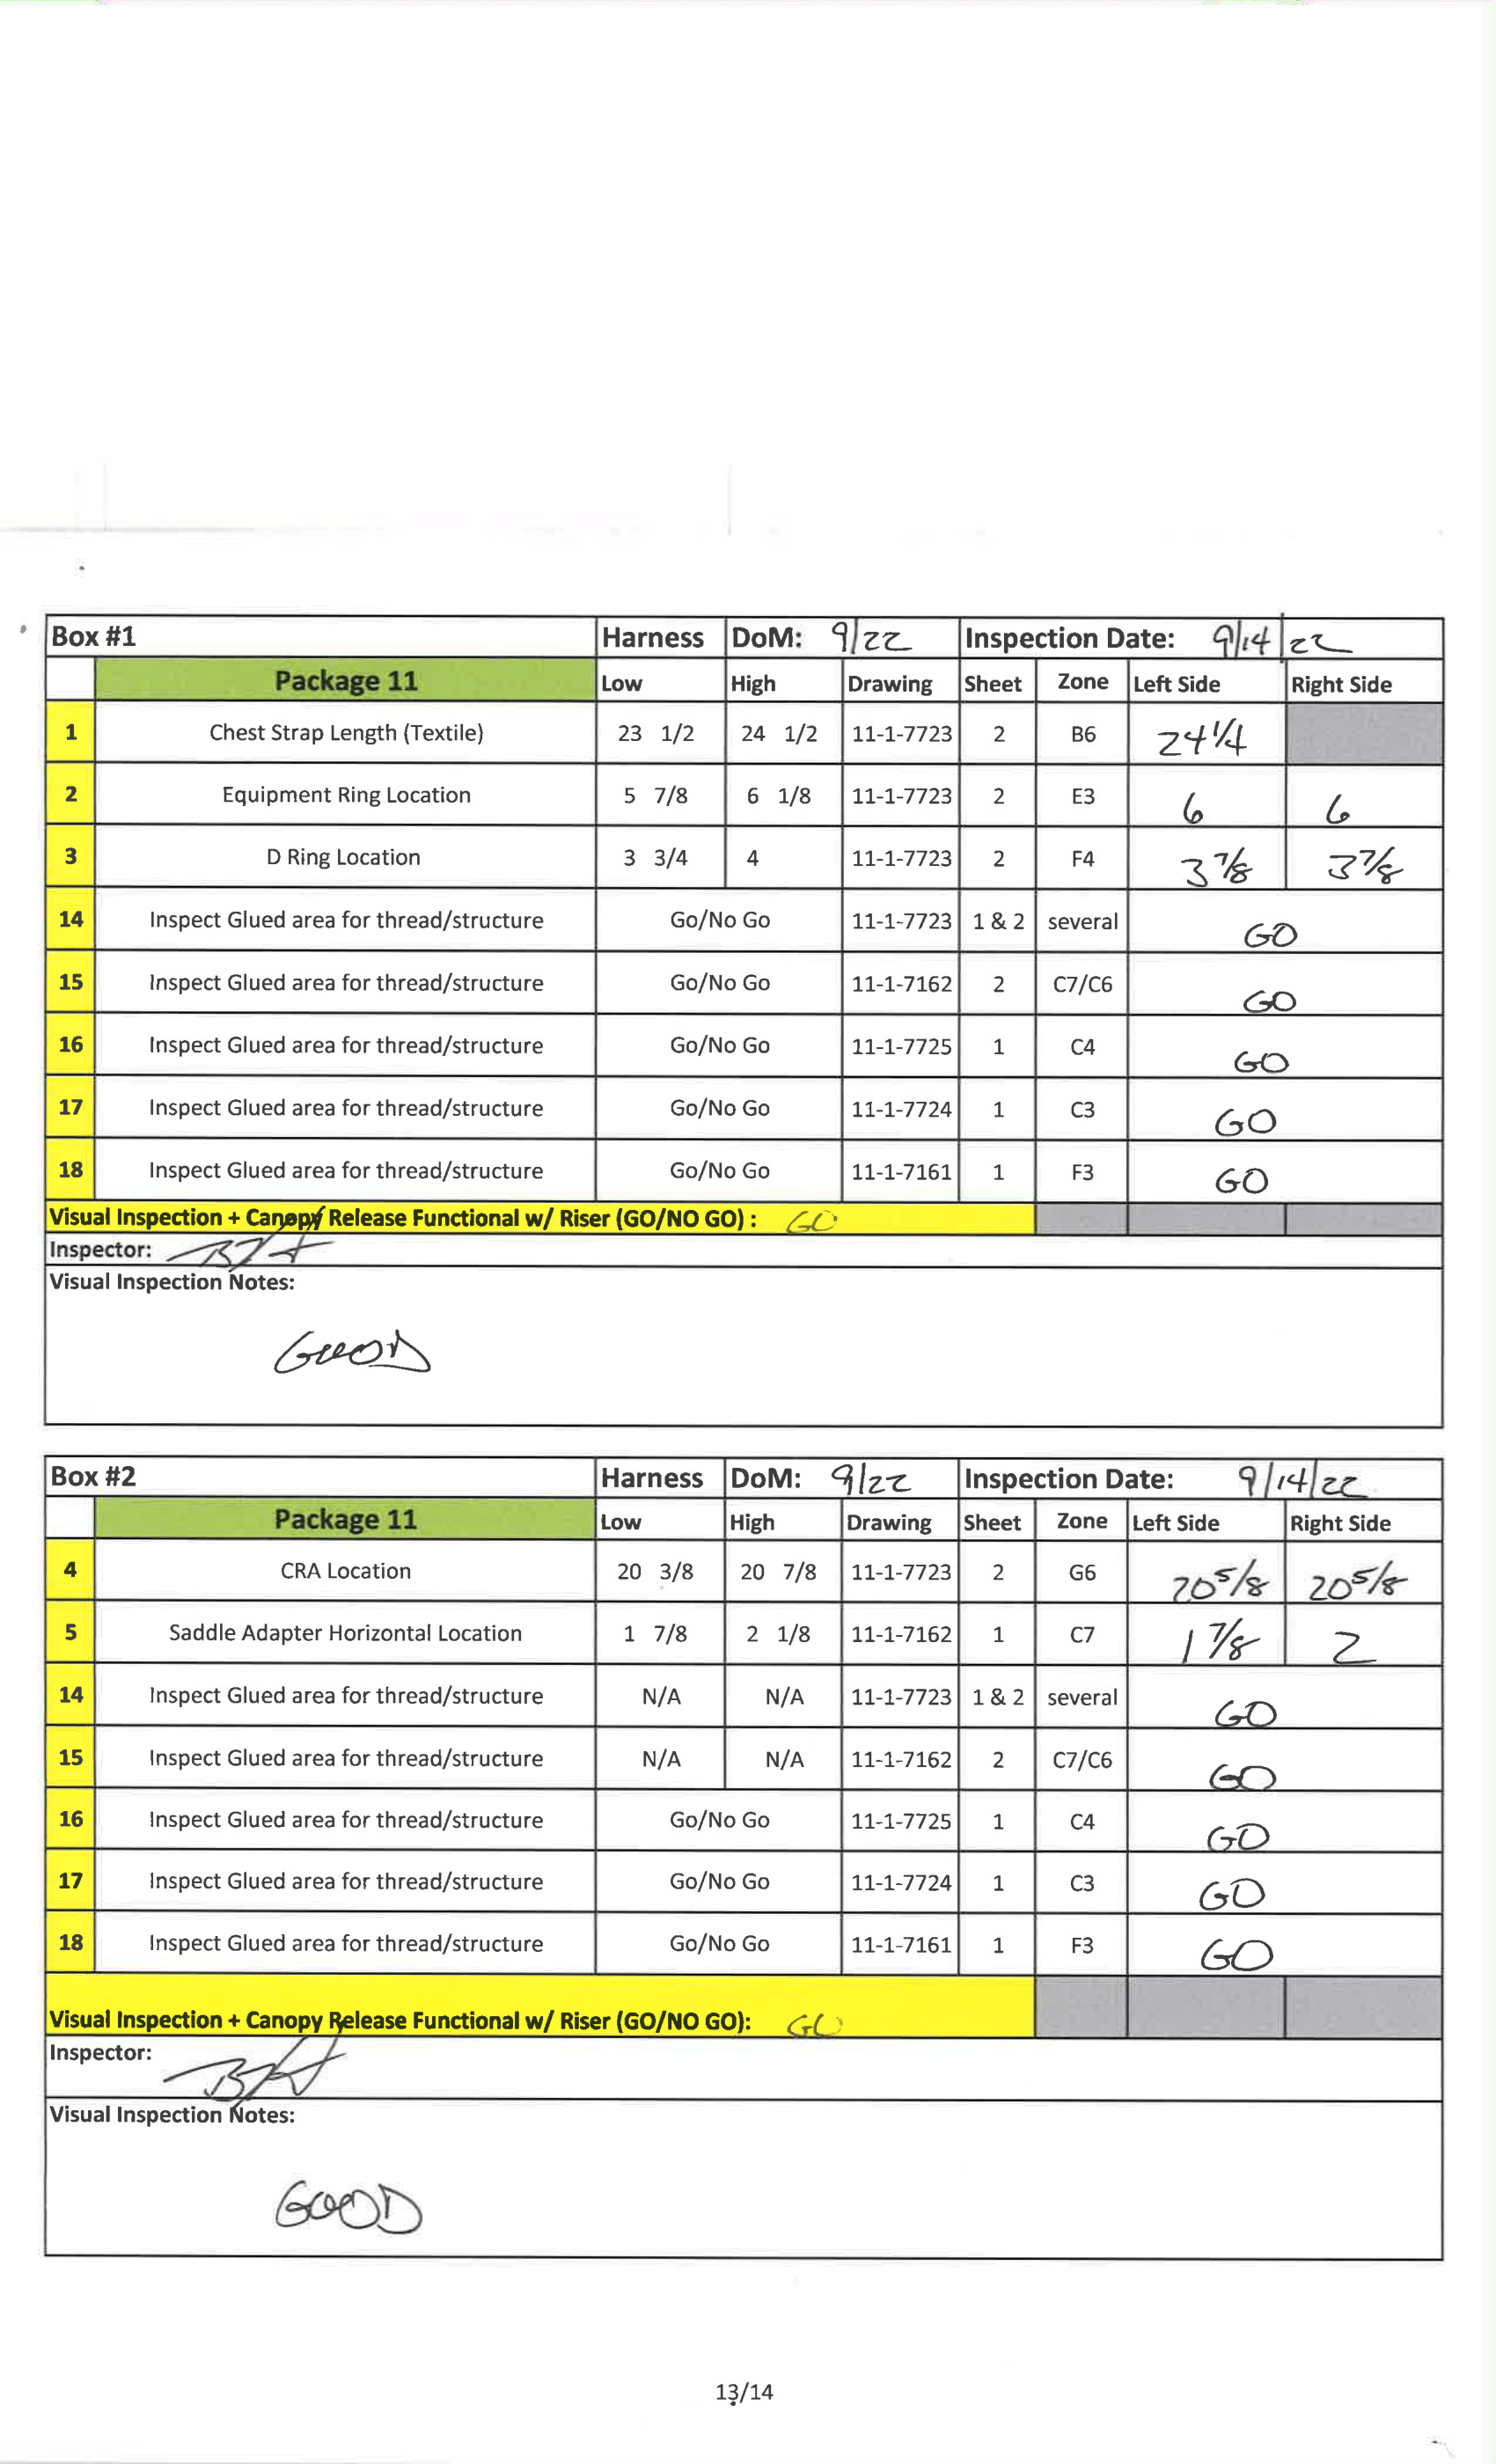 Box #1 Harness DoM: 9/22 Inspection Date: 9/14/22
Package 11 Low High Drawing Sheet Zone Left Side Right Side
1 Chest Strap Length (Textile) 23 1/2 24 1/2 11-1-7723 2 B6 24 1/4
2 Equipment Ring Location 5 7/8 6 1/8 11-1-7723 2 E3 6 6
3 D Ring Location 3 3/4 4 11-1-7723 2 F4 3 7/8 3 7/8
14 Inspect Glued area for thread/structure Go/No Go 11-1-7723 1 & 2 several GO
15 Inspect Glued area for thread/structure Go/No Go 11-1-7162 2 C7/C6 GO
16 Inspect Glued area for thread/structure Go/No Go 11-1-7725 1 C4 GO
17 Inspect Glued area for thread/structure Go/No Go 11-1-7724 1 C3 GO
18 Inspect Glued area for thread/structure Go/No Go 11-1-7161 1 F3 GO
Visual Inspection + Canopy Release Functional w/ Riser (GO/NO GO) : GO
Inspector:
Visual Inspection Notes:
GOOD
Box #2 Harness DoM: 9/22 Inspection Date: 9/14/22
Package 11 Low High Drawing Sheet Zone Left Side Right Side
4 CRA Location 20 3/8 20 7/8 11-1-7723 2 G6 20 5/8 20 5/8
5 Saddle Adapter Horizontal Location 1 7/8 2 1/8 11-1-7162 1 C7 1 7/8 2
14 Inspect Glued area for thread/structure N/A N/A 11-1-7723 1 & 2 several GO
15 Inspect Glued area for thread/structure N/A N/A 11-1-7162 2 C7/C6 GO
16 Inspect Glued area for thread/structure Go/No Go 11-1-7725 1 C4 GO
17 Inspect Glued area for thread/structure Go/No Go 11-1-7724 1 C3 GO
18 Inspect Glued area for thread/structure Go/No Go 11-1-7161 1 F3 GO
Visual Inspection + Canopy Release Functional w/ Riser (GO/NO GO): GO
Inspector:
Visual Inspection Notes:
GOOD
13/14